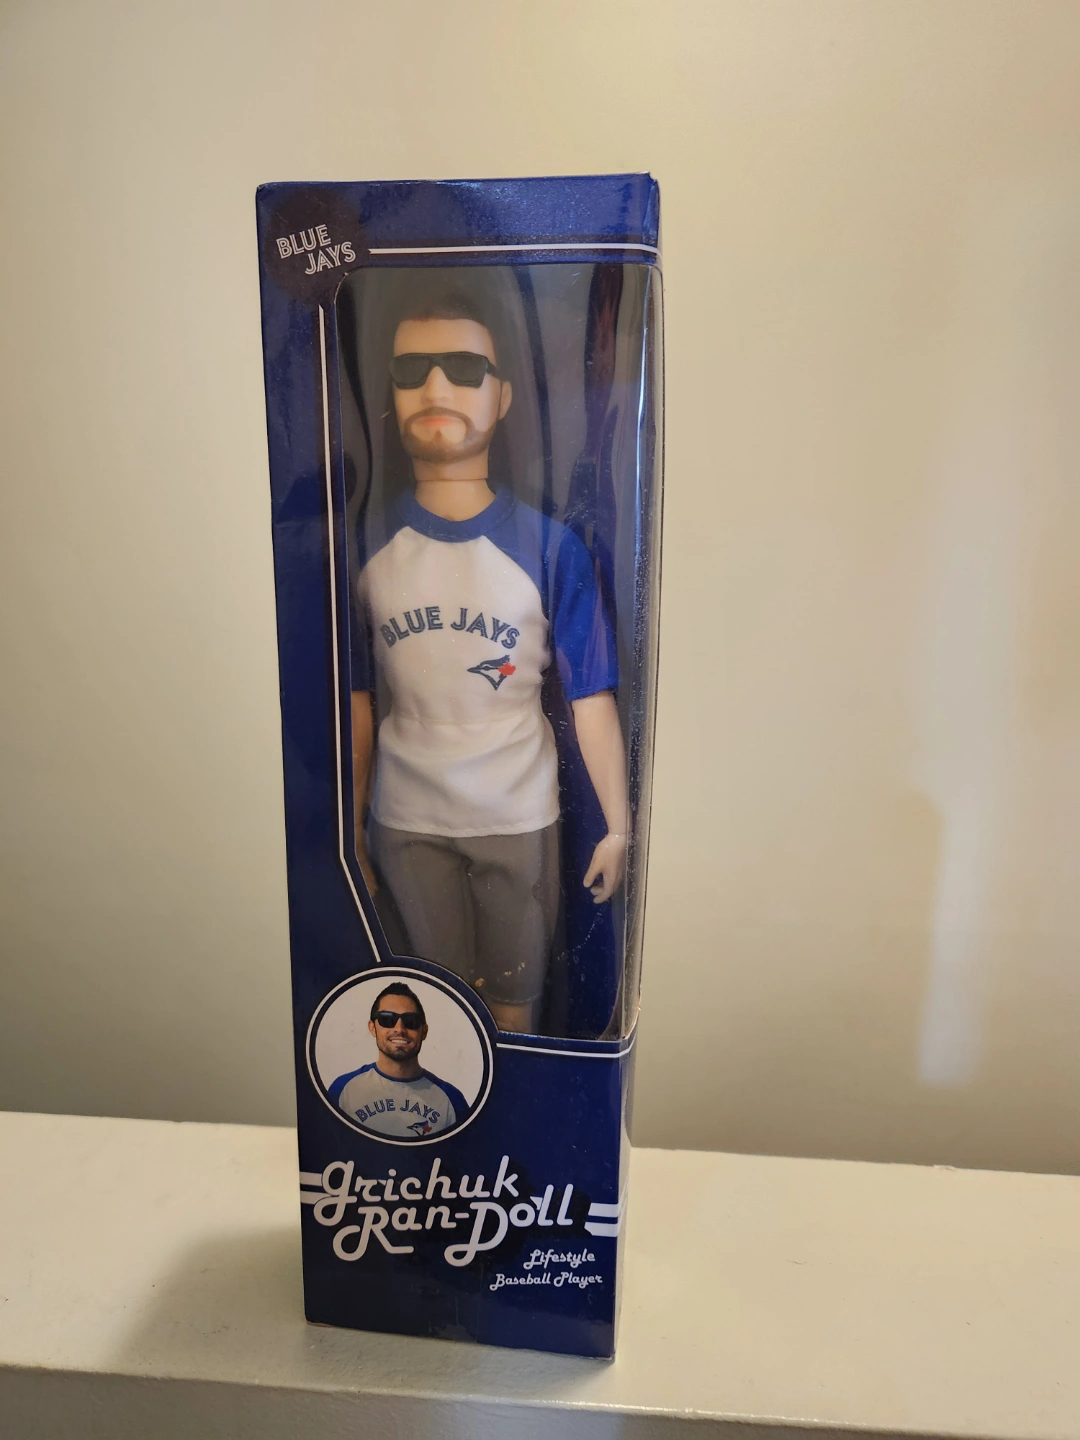 BLUE
JAYS
BLUE JAYS
BLUE JAYS
Grichuk
Ran-Doll
Lifestyle
Baseball Player